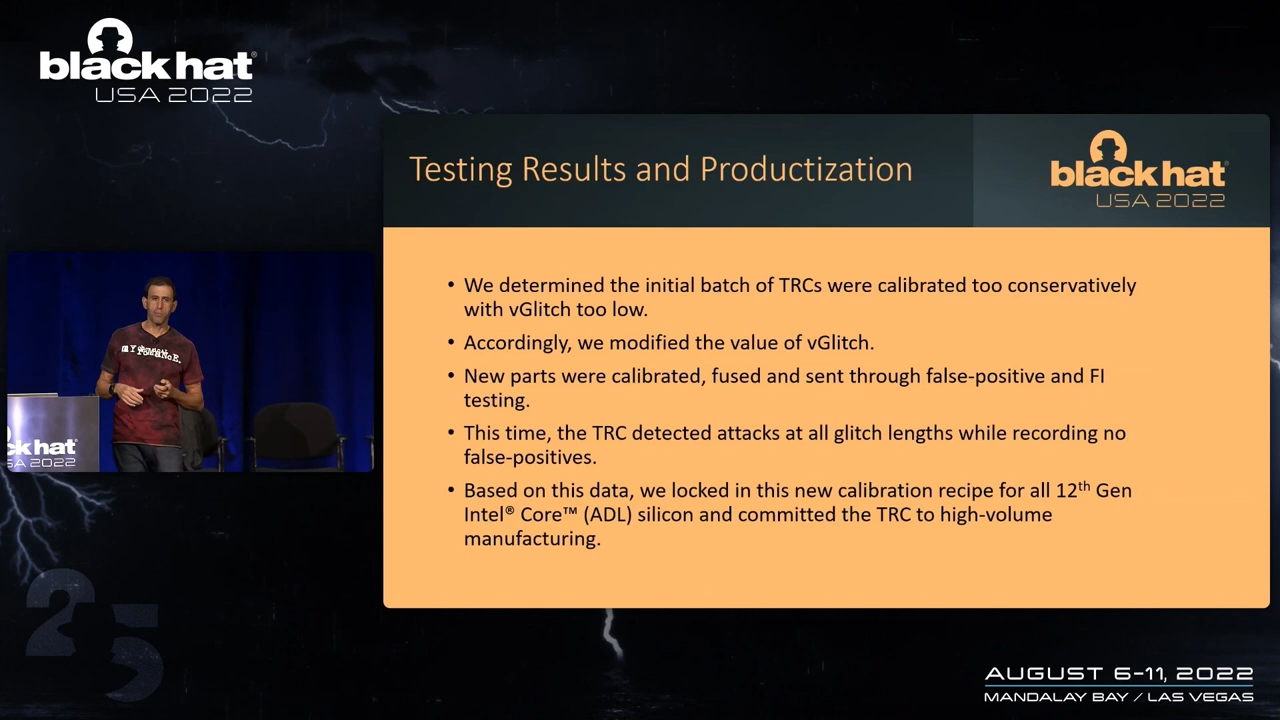 black hat
USA 2022
Testing Results and Productization
black hat
USA 2022
• We determined the initial batch of TRCs were calibrated too conservatively
with vGlitch too low.
• Accordingly, we modified the value of vGlitch.
• New parts were calibrated, fused and sent through false-positive and FI
testing.
• This time, the TRC detected attacks at all glitch lengths while recording no
false-positives.
• Based on this data, we locked in this new calibration recipe for all 12th Gen
Intel® Core™ (ADL) silicon and committed the TRC to high-volume
manufacturing.
ck hat
SA 2022
25
AUGUST 6-11, 2022
MANDALAY BAY / LAS VEGAS